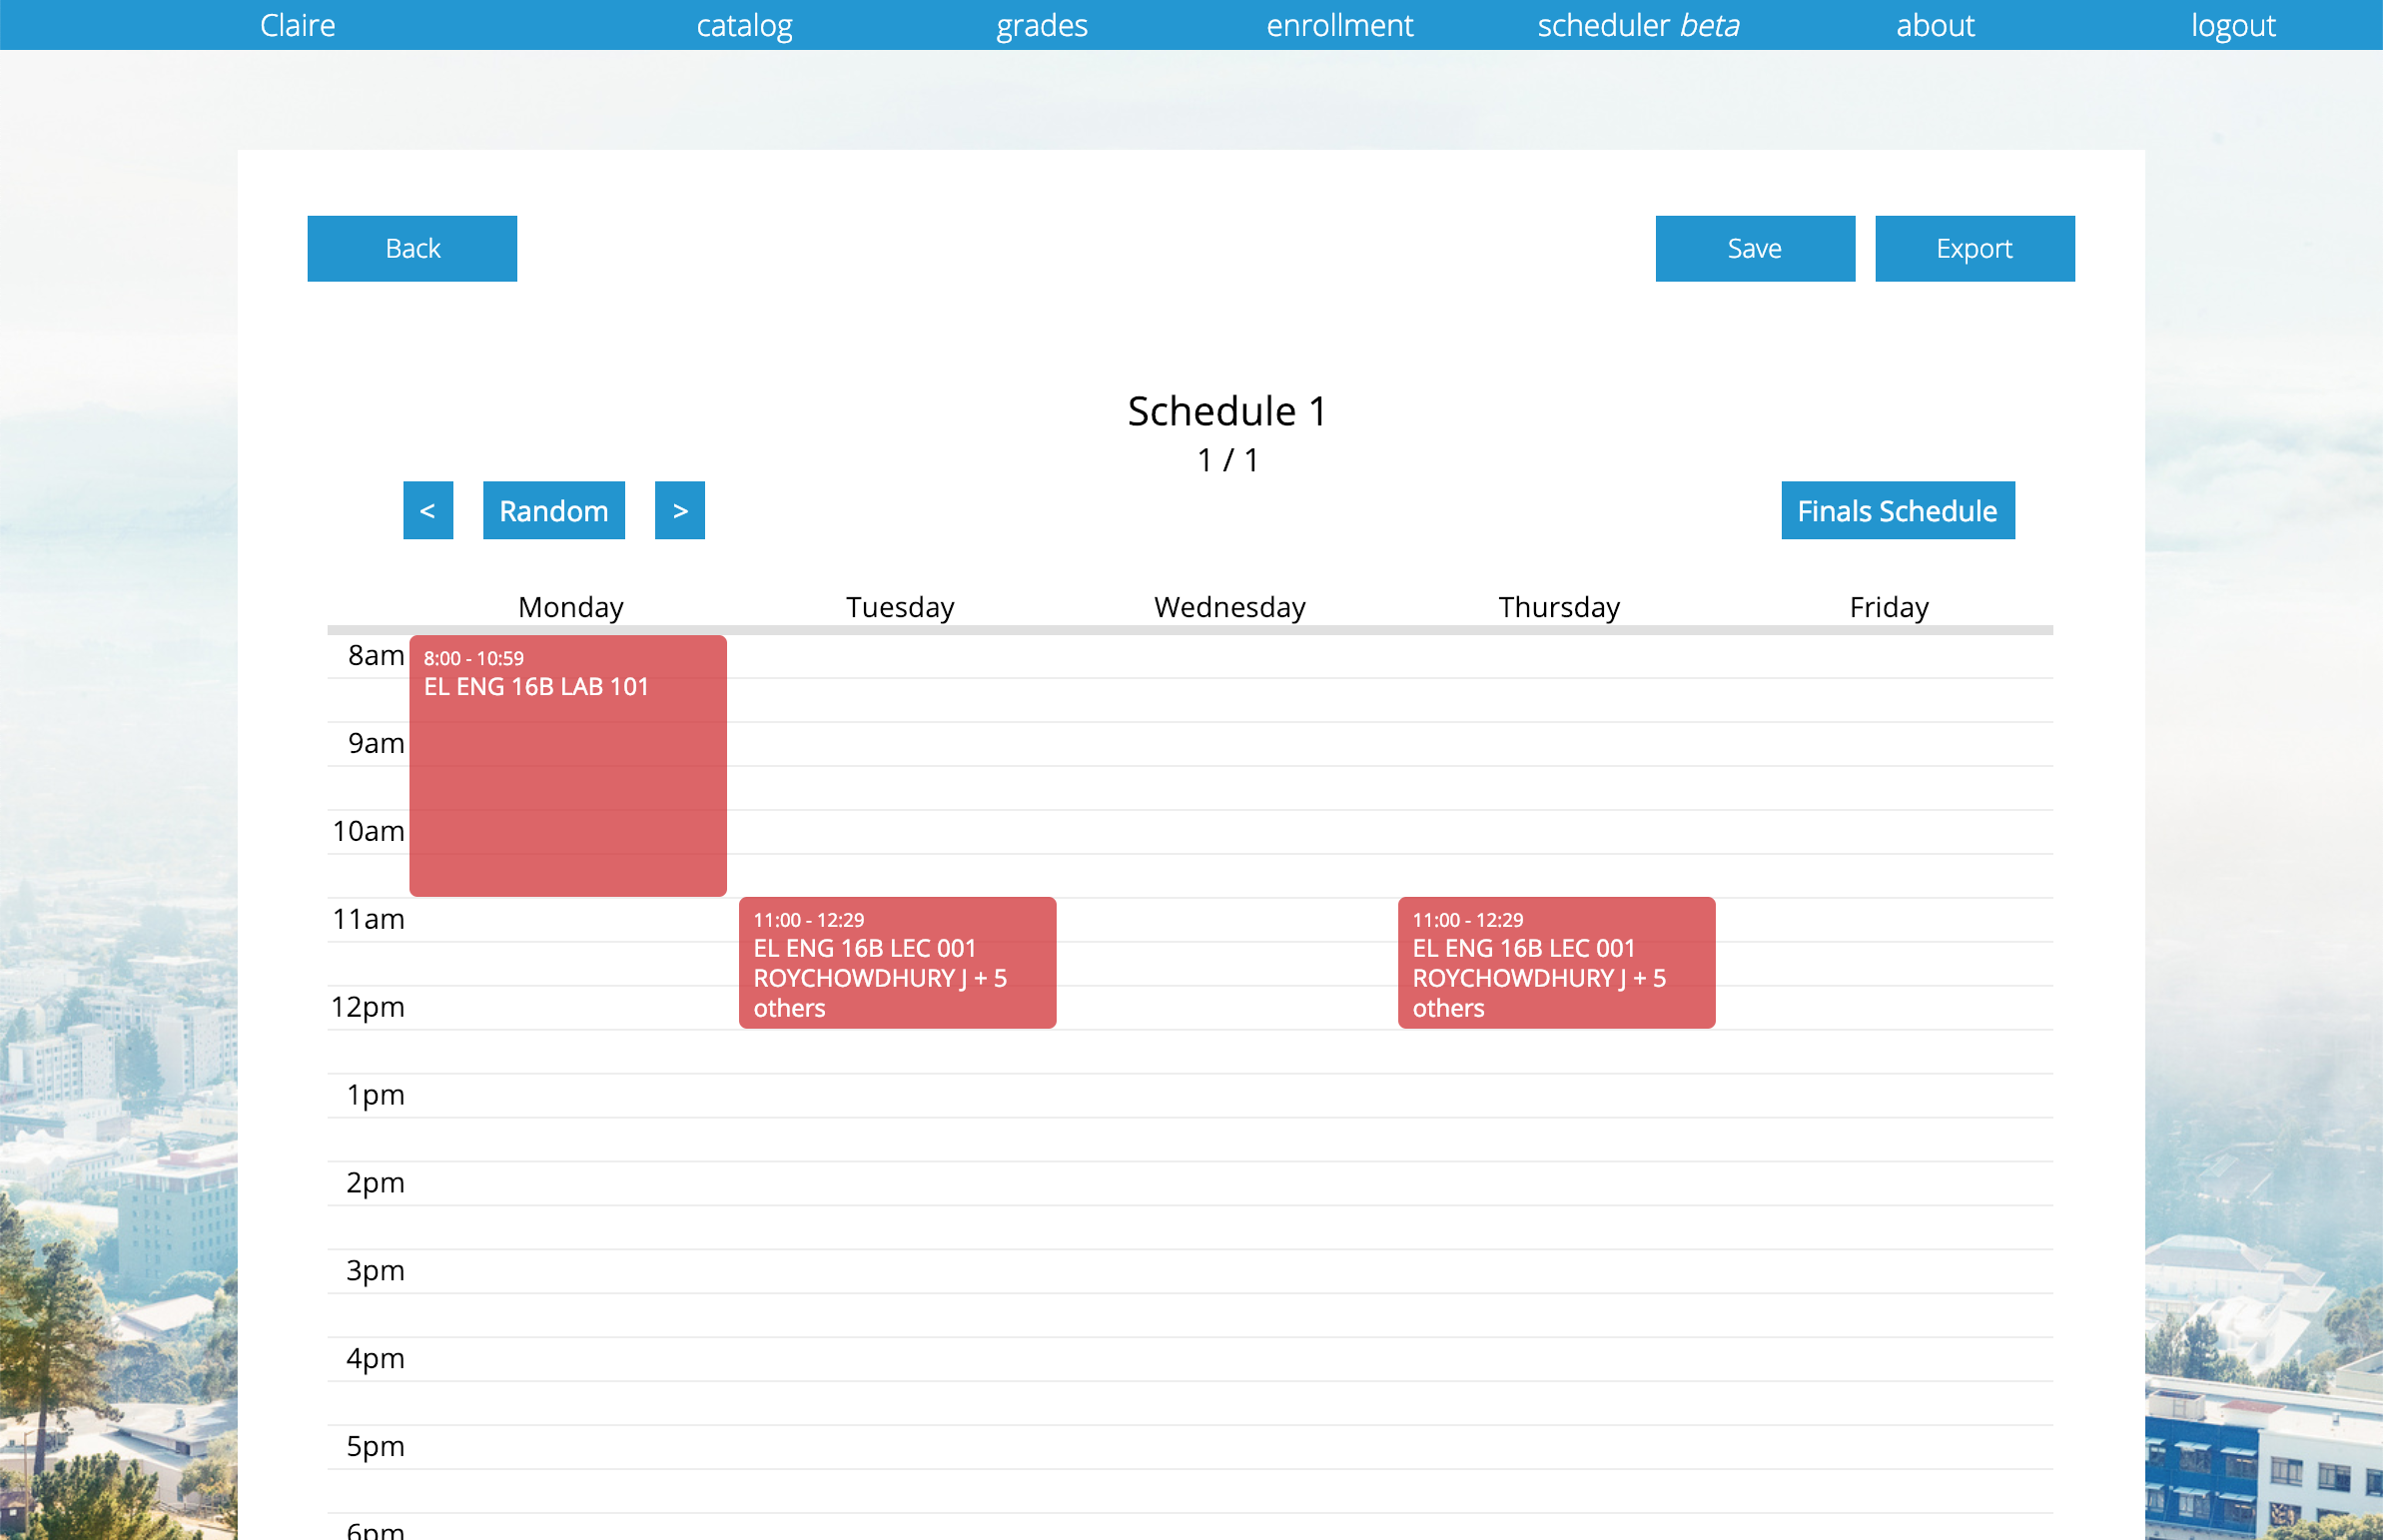 Claire catalog grades enrollment scheduler beta about logout
Back Save Export
Schedule 1
1 / 1
< Random > Finals Schedule
Monday Tuesday Wednesday Thursday Friday
8am
8:00 - 10:59
EL ENG 16B LAB 101
9am
10am
11am
11:00 - 12:29
EL ENG 16B LEC 001
ROYCHOWDHURY J + 5
others
11:00 - 12:29
EL ENG 16B LEC 001
ROYCHOWDHURY J + 5
others
12pm
1pm
2pm
3pm
4pm
5pm
6pm